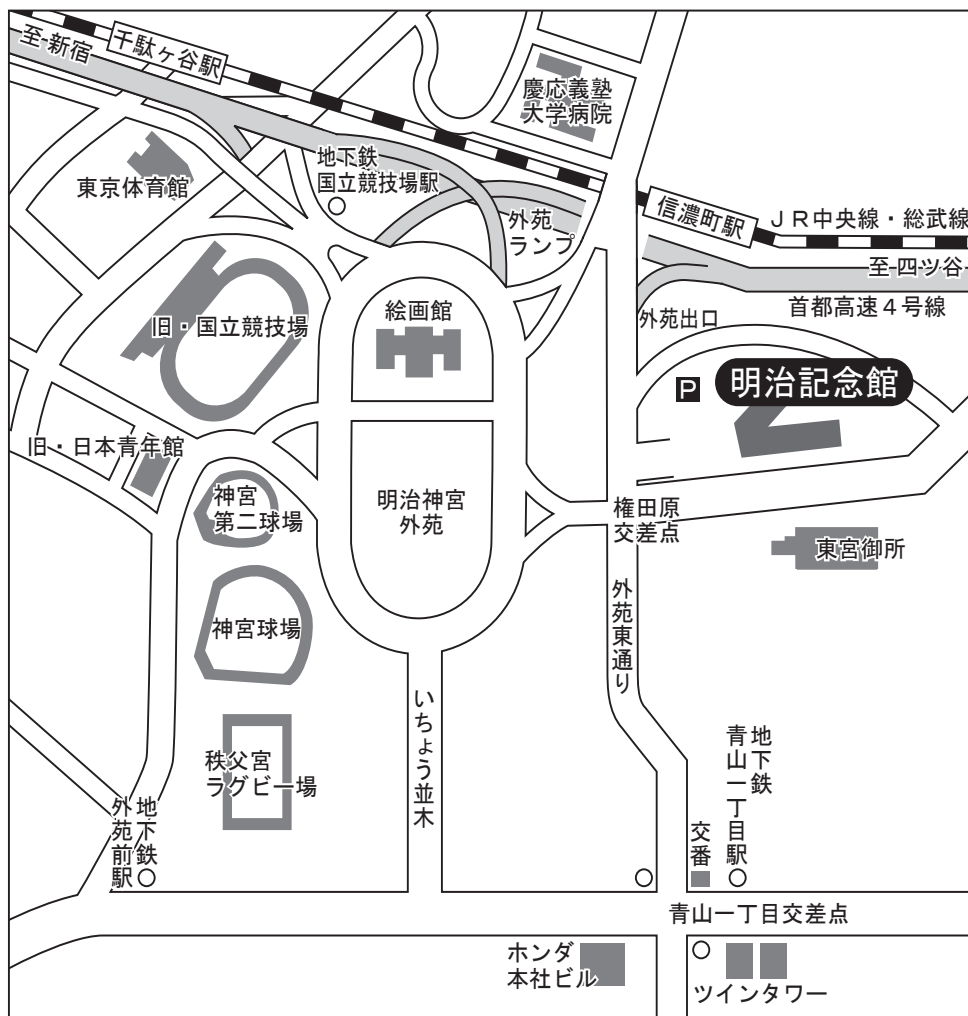 至 新宿
千駄ヶ谷駅
慶応義塾
大学病院
地下鉄
国立競技場駅
東京体育館
外苑
ランプ
信濃町駅
ＪＲ中央線・総武線
至 四ツ谷
首都高速４号線
外苑出口
旧・国立競技場
絵画館
P
明治記念館
旧・日本青年館
神宮
第二球場
明治神宮
外苑
権田原
交差点
東宮御所
外苑東通り
神宮球場
いちょう並木
秩父宮
ラグビー場
地下鉄
外苑前駅
地下鉄
青山一丁目駅
交番
青山一丁目交差点
ホンダ
本社ビル
ツインタワー